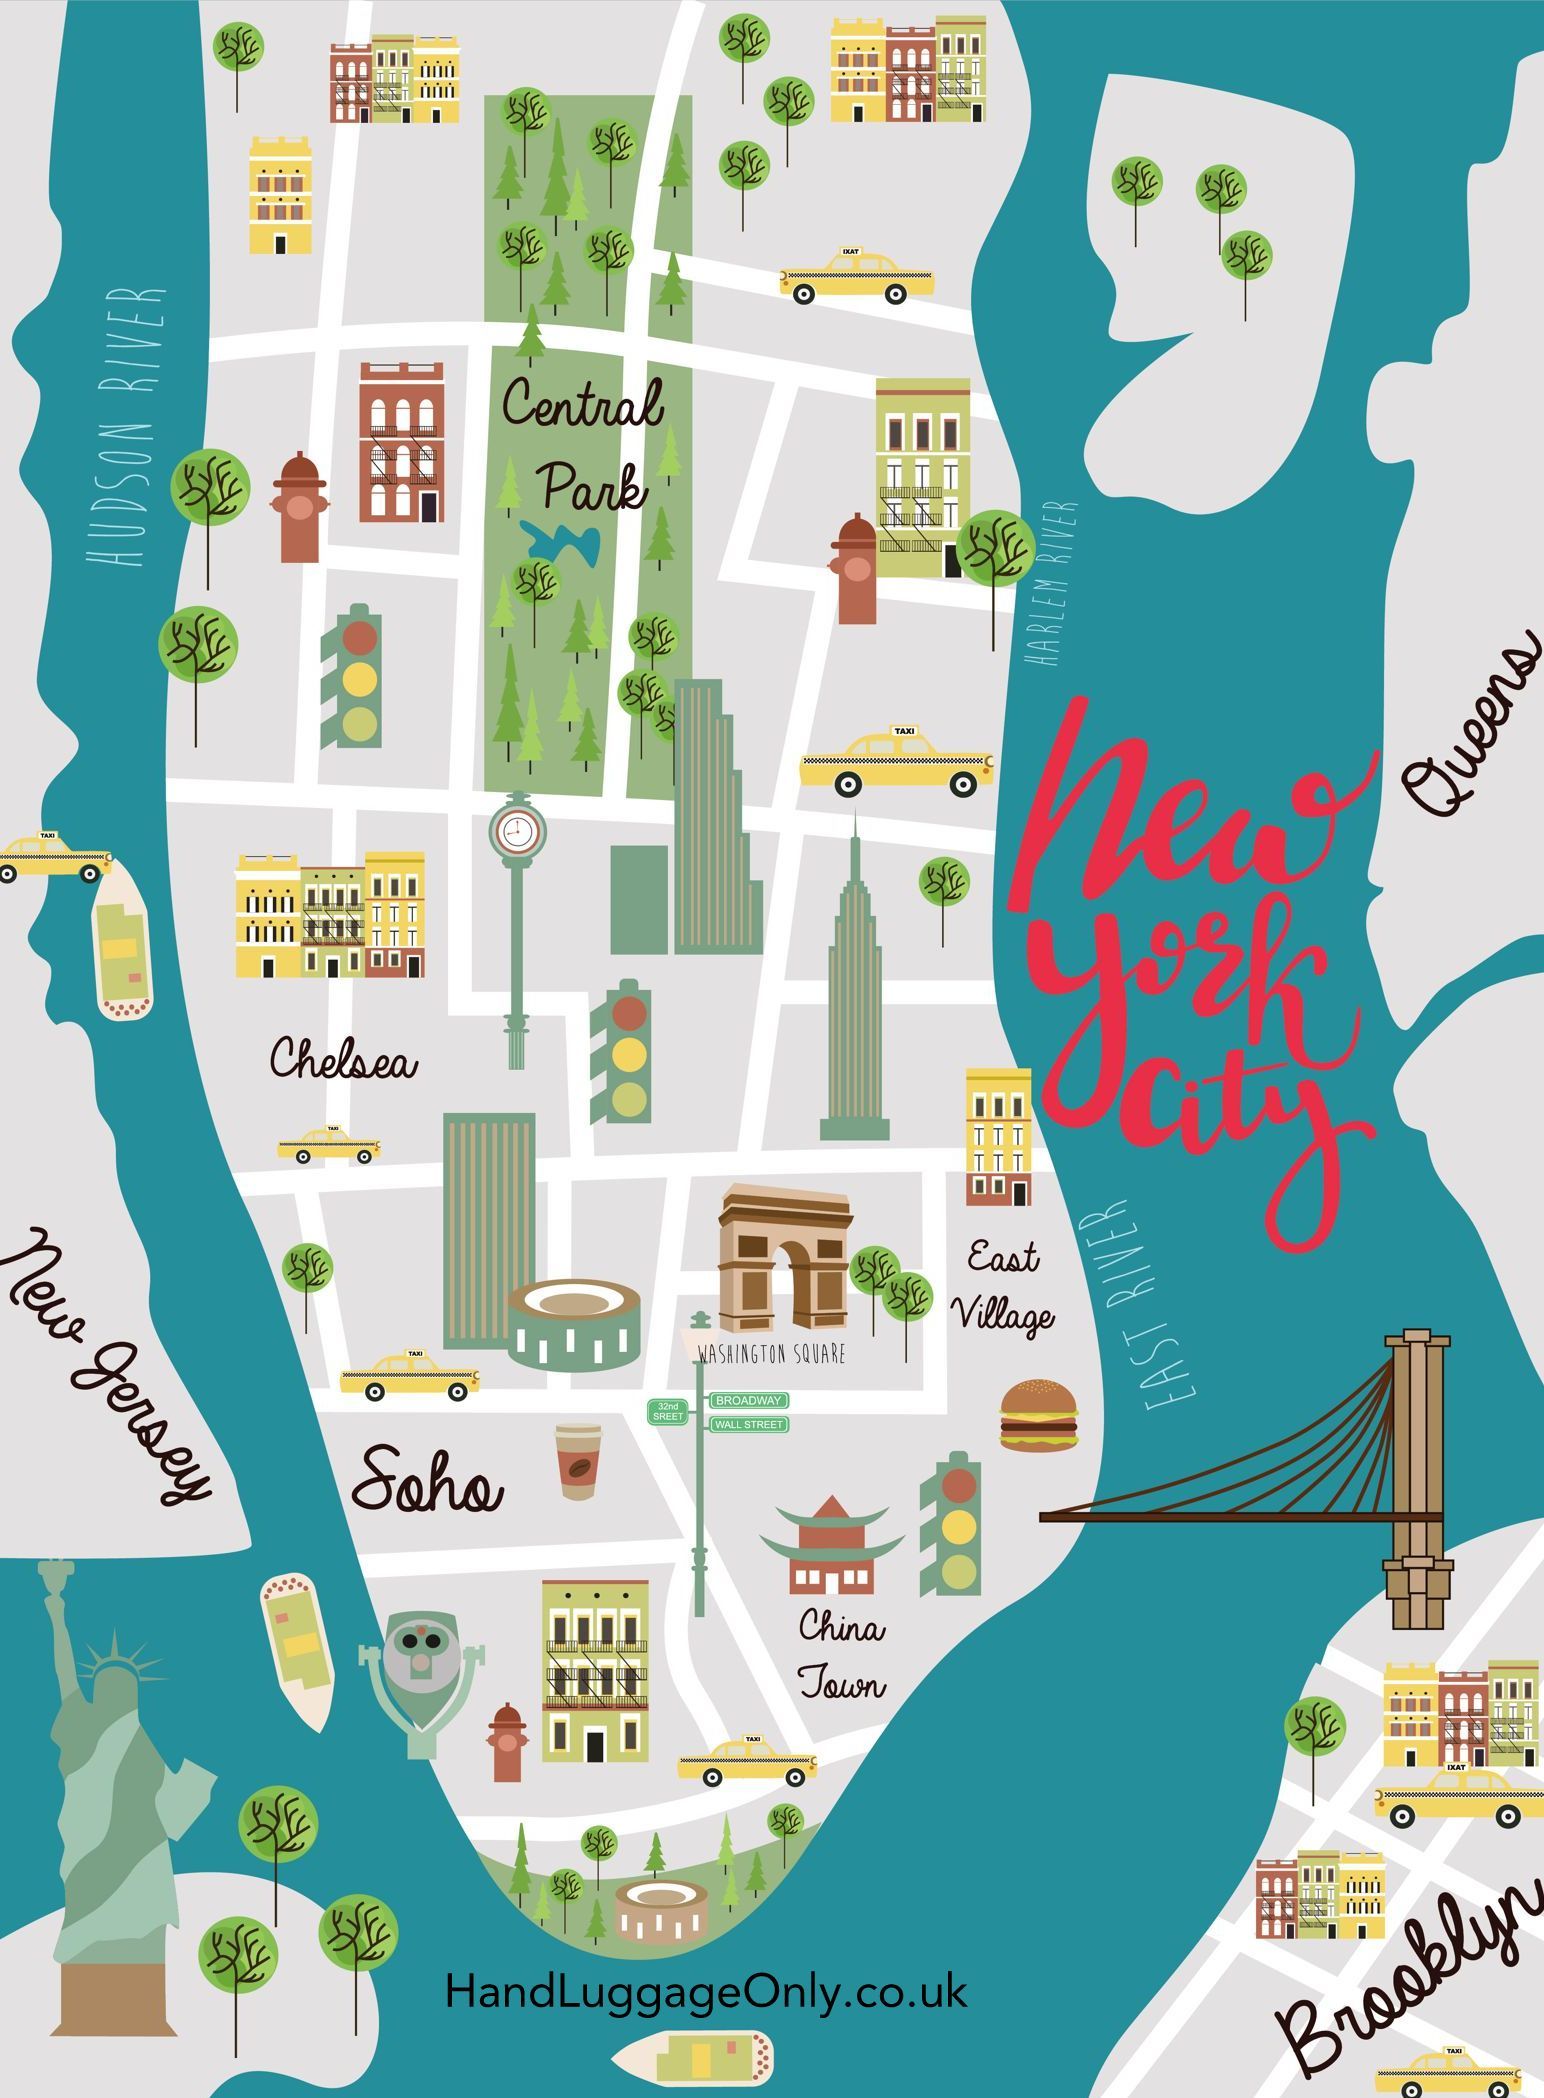 IXAT
HUDSON RIVER
Central
Park
HARLEM RIVER
Queens
TAXI
New
York
City
TAXI
Chelsea
TAXI
East
Village
EAST RIVER
New Jersey
WASHINGTON SQUARE
TAXI
32nd
SREET
BROADWAY
WALL STREET
Soho
China
Town
TAXI
IXAT
Brooklyn
HandLuggageOnly.co.uk
TAXI